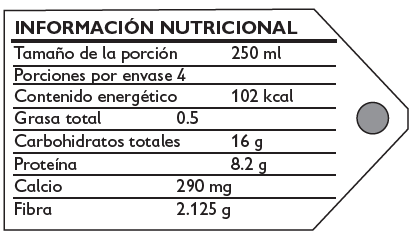 INFORMACIÓN NUTRICIONAL
Tamaño de la porción 250 ml
Porciones por envase 4
Contenido energético 102 kcal
Grasa total 0.5
Carbohidratos totales 16 g
Proteína 8.2 g
Calcio 290 mg
Fibra 2.125 g